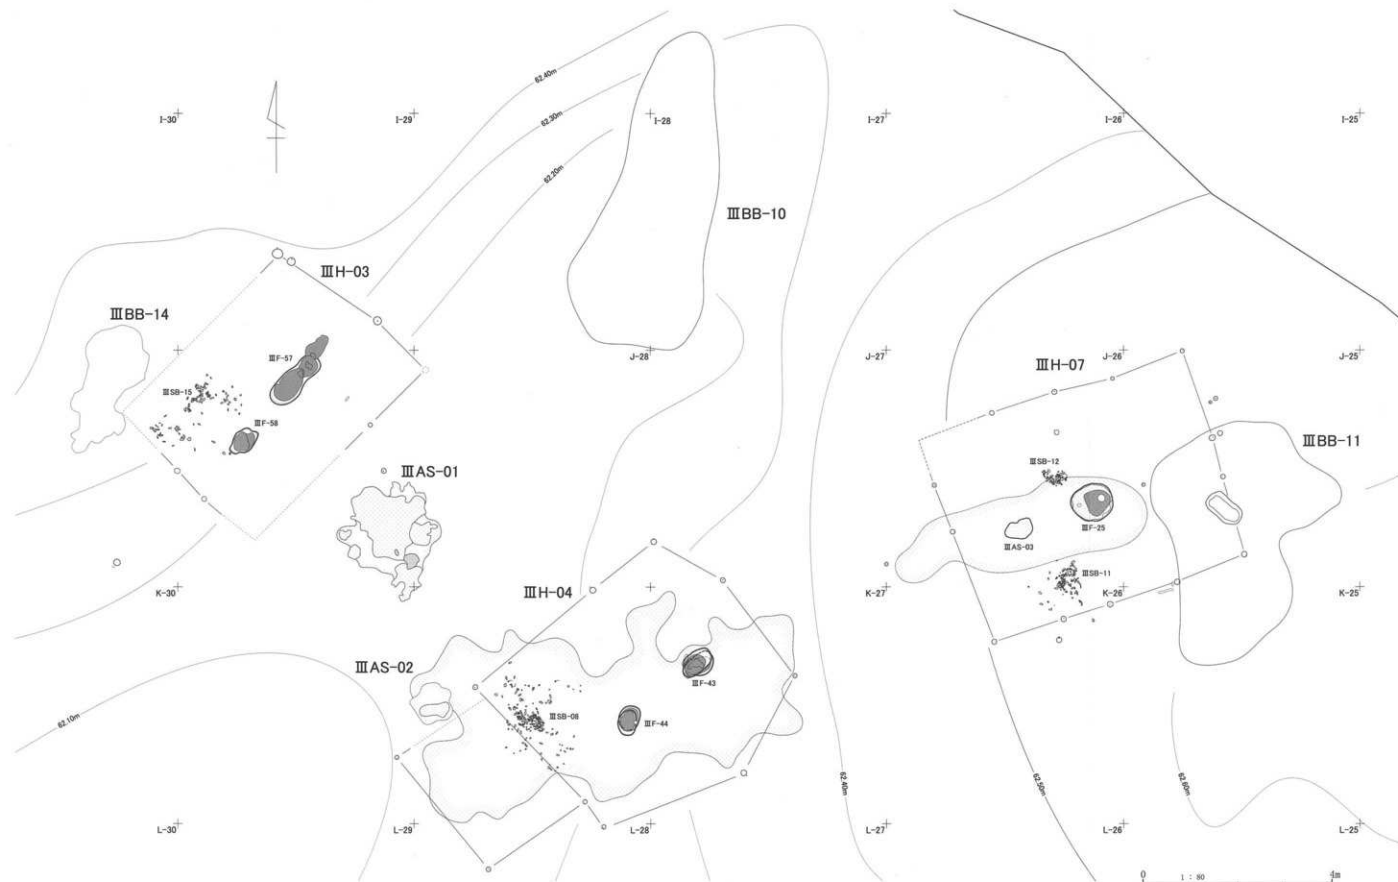 62.40m
I-30
I-29
62.30m
I-28
I-27
I-26
I-25
62.20m
ⅢBB-10
ⅢH-03
ⅢBB-14
ⅢF-57
J-28
J-27
J-26
J-25
ⅢH-07
ⅢSB-15
ⅢF-58
ⅢBB-11
ⅢAS-01
ⅢSB-12
ⅢF-25
ⅢAS-03
ⅢSB-11
K-30
ⅢH-04
K-27
K-26
K-25
ⅢAS-02
ⅢF-43
62.10m
ⅢSB-08
ⅢF-44
62.40m
62.50m
62.60m
L-30
L-29
L-28
L-27
L-26
L-25
0
1:80
4m